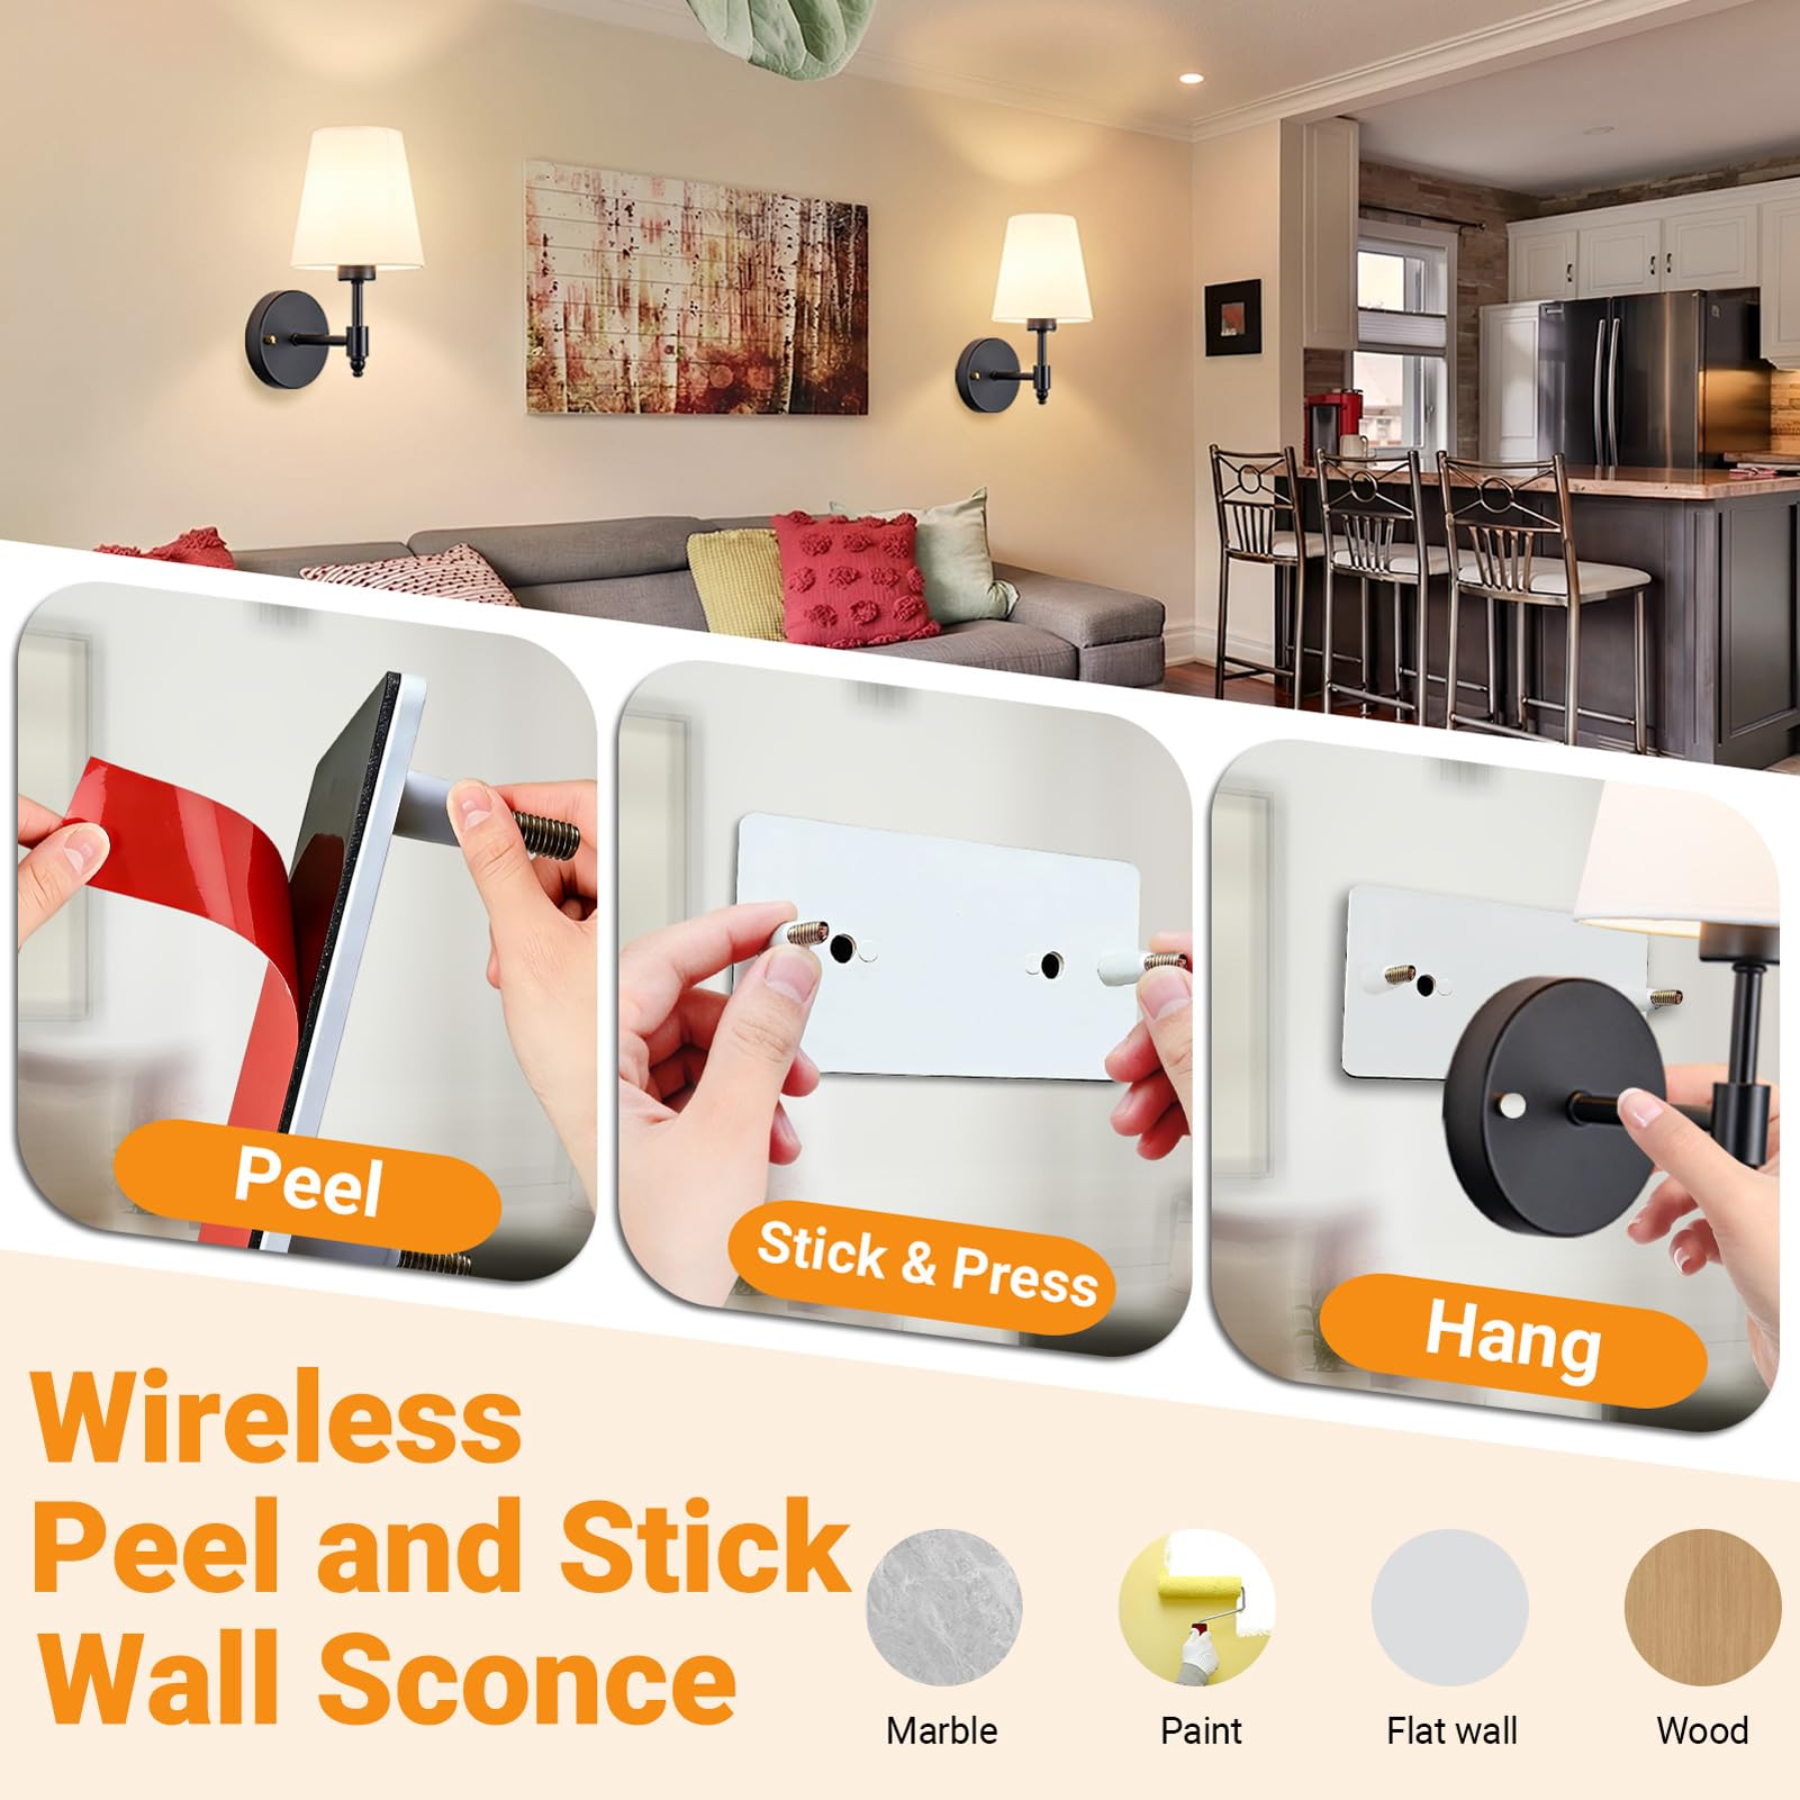 Peel
Stick & Press
Hang
Wireless
Peel and Stick
Wall Sconce
Marble
Paint
Flat wall
Wood